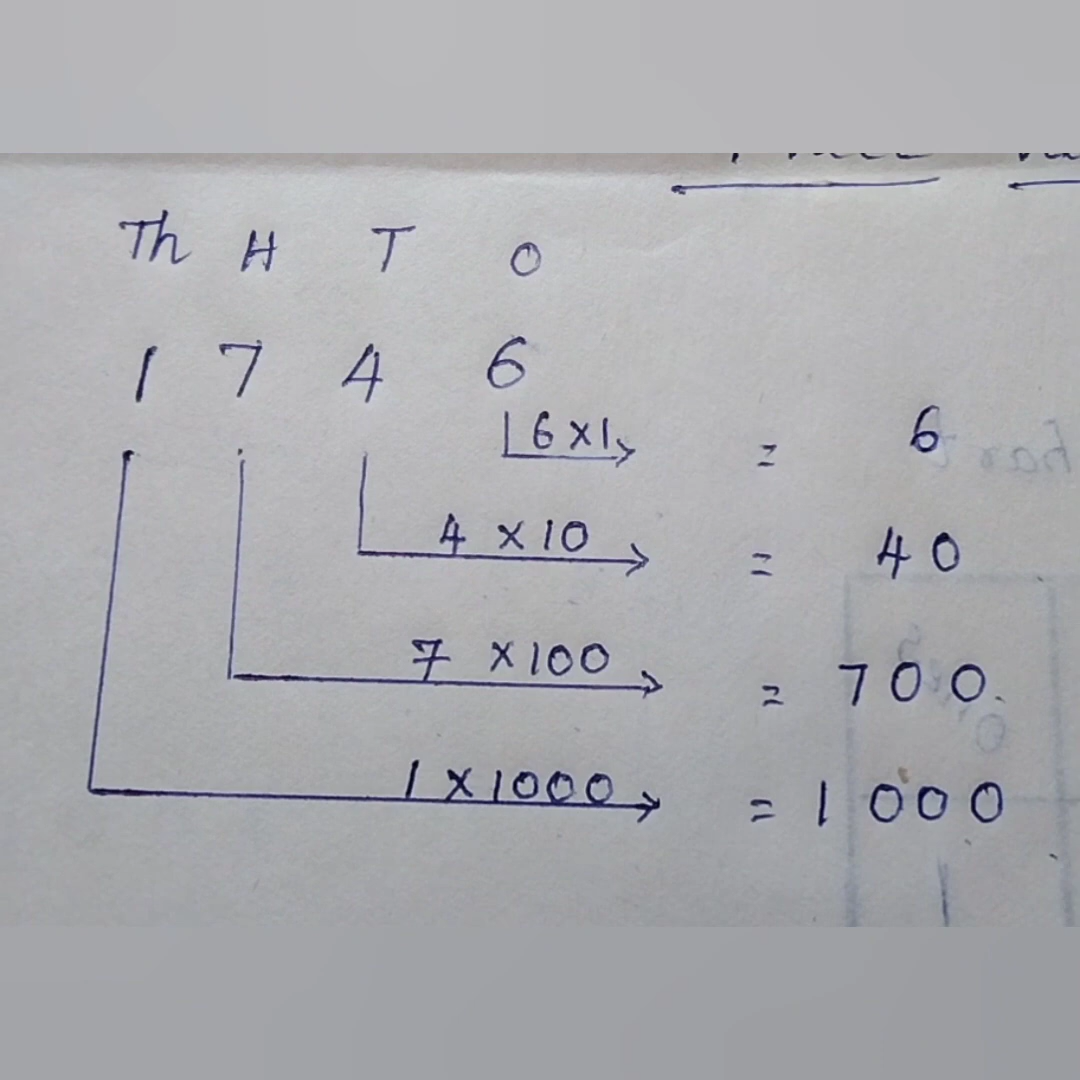 Th H T O
1 7 4 6
6 x 1 = 6
4 x 10 = 40
7 x 100 = 700
1 x 1000 = 1000